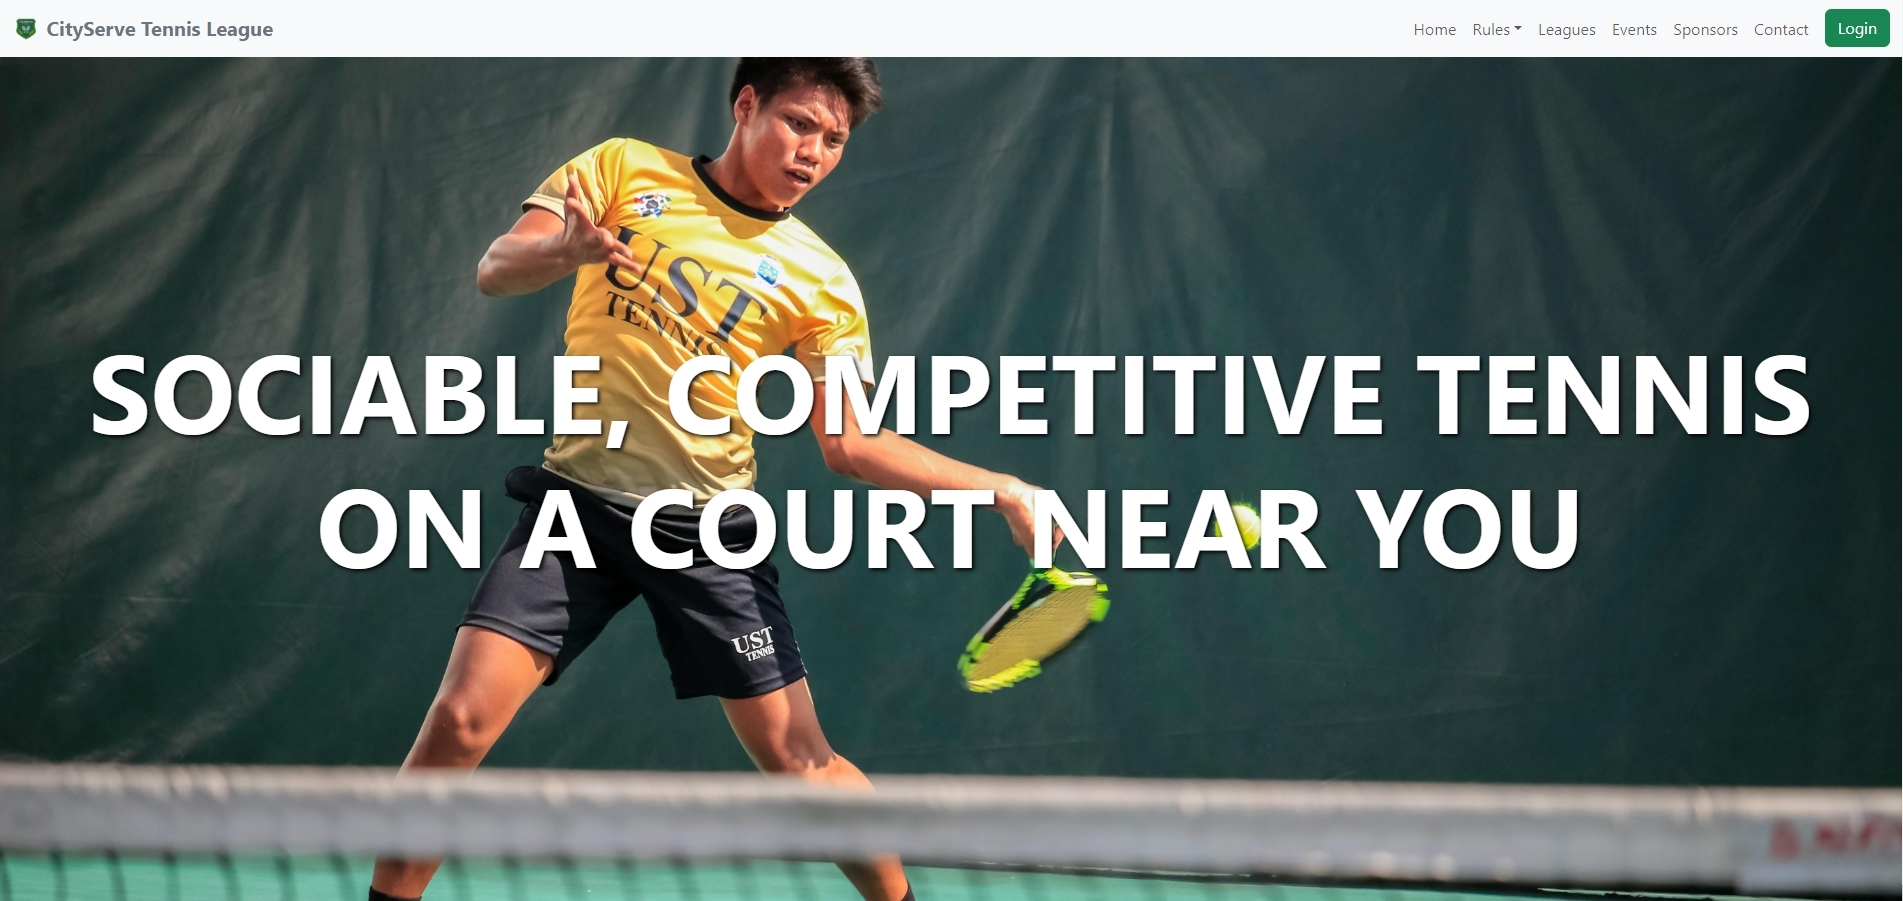 CityServe Tennis League
Home Rules Leagues Events Sponsors Contact Login
UST
TENNIS
SOCIABLE, COMPETITIVE TENNIS
ON A COURT NEAR YOU
UST
TENNIS